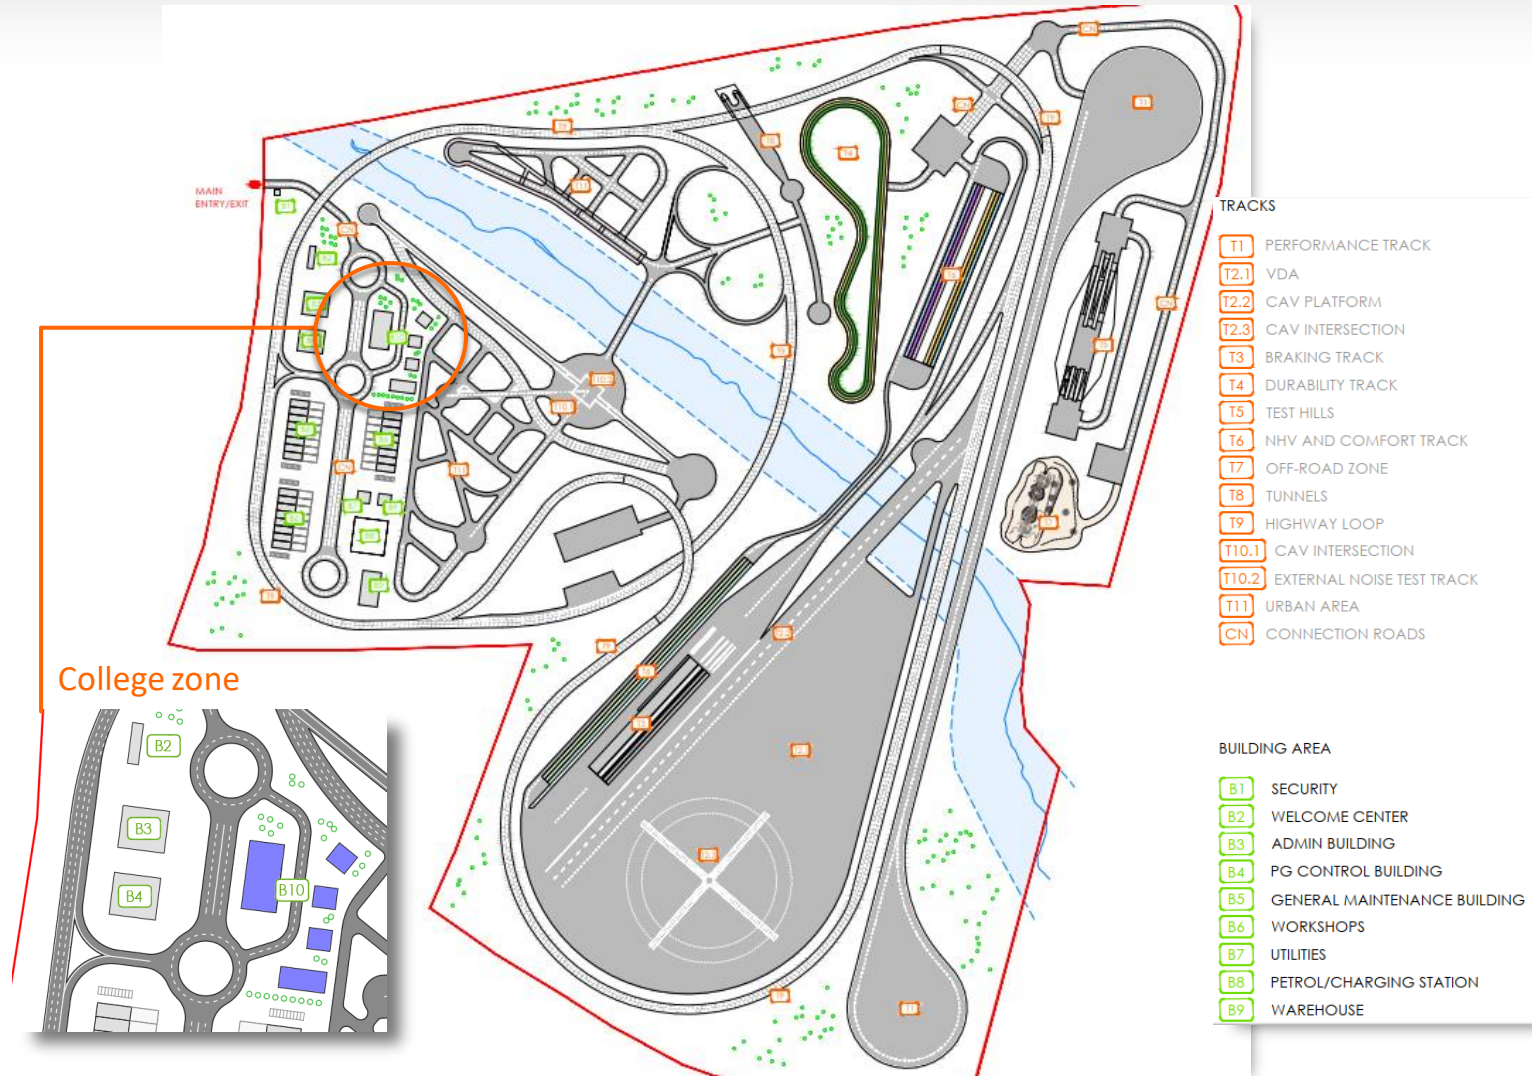 MAIN
ENTRY/EXIT
College zone
B2
B3
B4
B10
TRACKS
T1 PERFORMANCE TRACK
T2.1 VDA
T2.2 CAV PLATFORM
T2.3 CAV INTERSECTION
T3 BRAKING TRACK
T4 DURABILITY TRACK
T5 TEST HILLS
T6 NHV AND COMFORT TRACK
T7 OFF-ROAD ZONE
T8 TUNNELS
T9 HIGHWAY LOOP
T10.1 CAV INTERSECTION
T10.2 EXTERNAL NOISE TEST TRACK
T11 URBAN AREA
CN CONNECTION ROADS
BUILDING AREA
B1 SECURITY
B2 WELCOME CENTER
B3 ADMIN BUILDING
B4 PG CONTROL BUILDING
B5 GENERAL MAINTENANCE BUILDING
B6 WORKSHOPS
B7 UTILITIES
B8 PETROL/CHARGING STATION
B9 WAREHOUSE